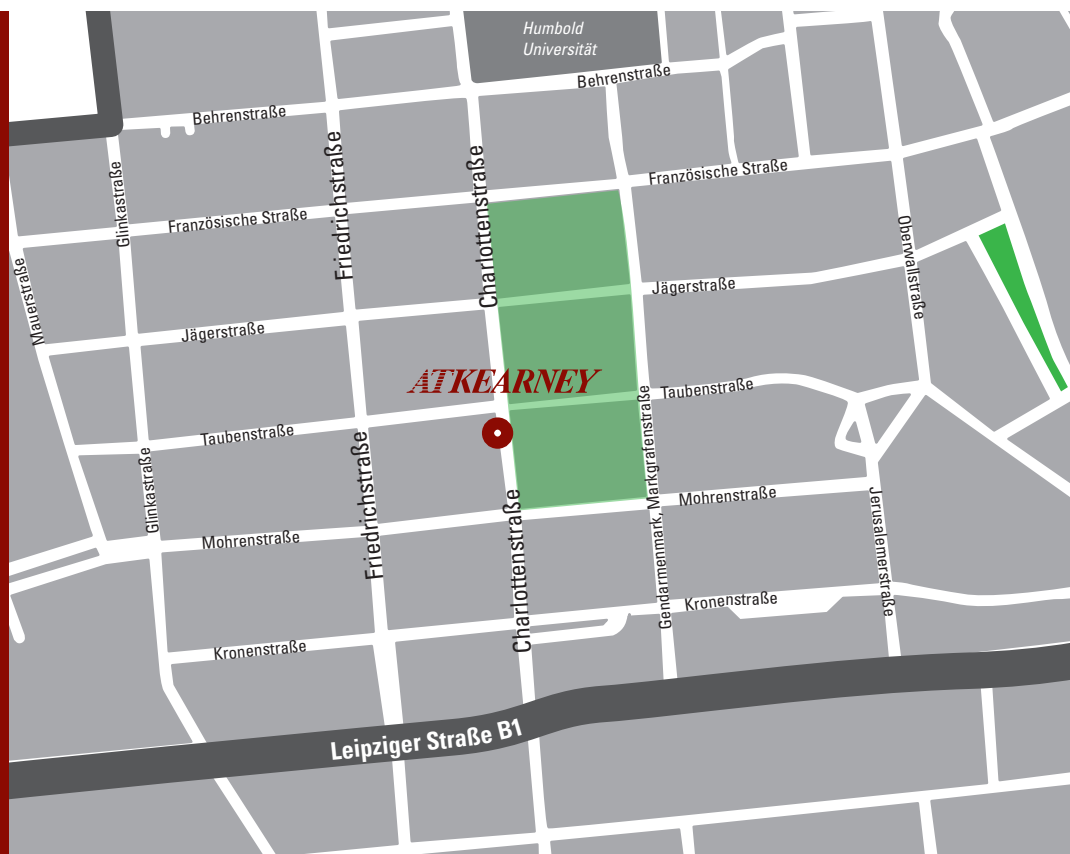 Humbold
Universität
Behrenstraße
Behrenstraße
Glinkastraße
Friedrichstraße
Charlottenstraße
Französische Straße
Französische Straße
Mauerstraße
Oberwallstraße
Jägerstraße
Jägerstraße
ATKEARNEY
Taubenstraße
Taubenstraße
Glinkastraße
Friedrichstraße
Charlottenstraße
Gendarmenmark, Markgrafenstraße
Mohrenstraße
Mohrenstraße
Jerusalemerstraße
Kronenstraße
Kronenstraße
Leipziger Straße B1